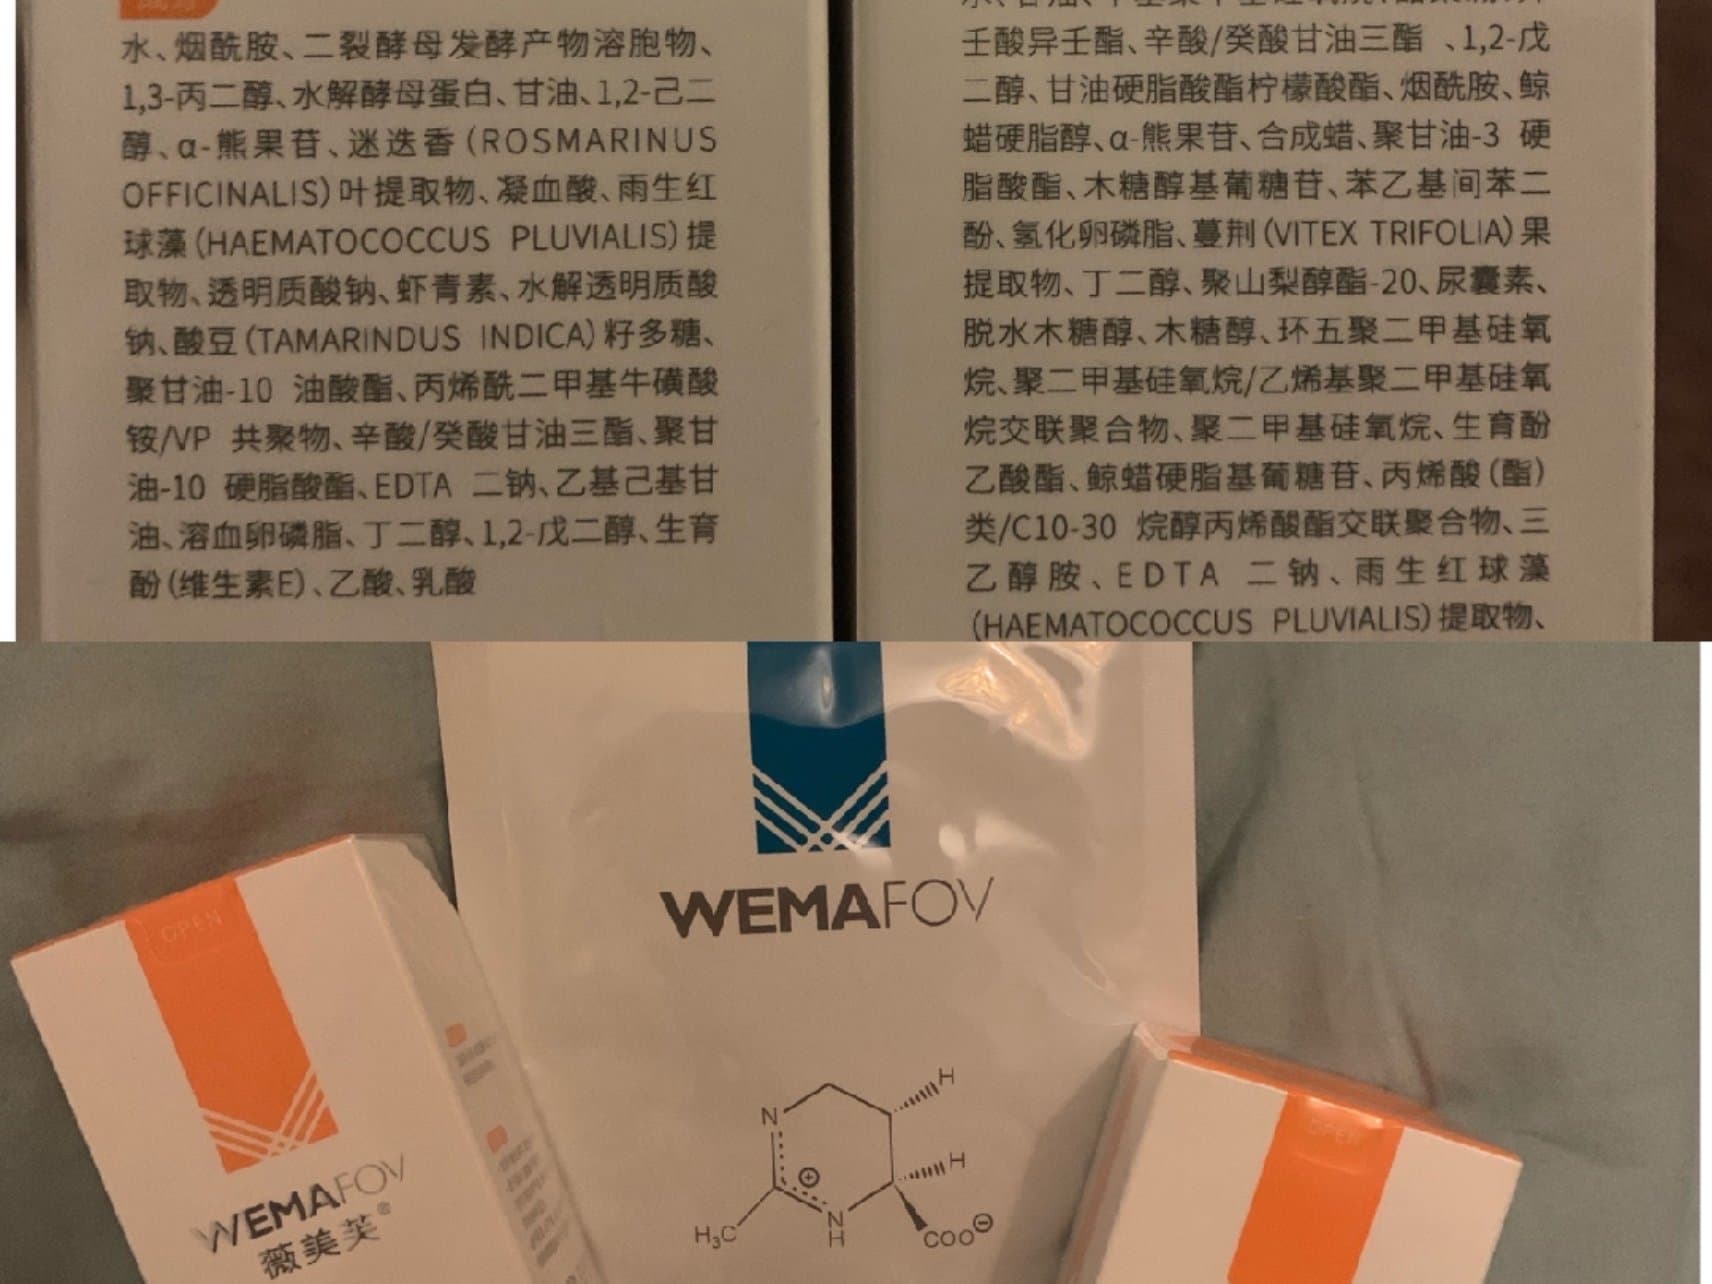 水、烟酰胺、二裂酵母发酵产物溶胞物、
1,3-丙二醇、水解酵母蛋白、甘油、1,2-己二
醇、α-熊果苷、迷迭香(ROSMARINUS
OFFICINALIS)叶提取物、凝血酸、雨生红
球藻(HAEMATOCOCCUS PLUVIALIS)提
取物、透明质酸钠、虾青素、水解透明质酸
钠、酸豆(TAMARINDUS INDICA)籽多糖、
聚甘油-10 油酸酯、丙烯酰二甲基牛磺酸
铵/VP 共聚物、辛酸/癸酸甘油三酯、聚甘
油-10 硬脂酸酯、EDTA 二钠、乙基己基甘
油、溶血卵磷脂、丁二醇、1,2-戊二醇、生育
酚(维生素E)、乙酸、乳酸
壬酸异壬酯、辛酸/癸酸甘油三酯、1,2-戊
二醇、甘油硬脂酸酯柠檬酸酯、烟酰胺、鲸
蜡硬脂醇、α-熊果苷、合成蜡、聚甘油-3 硬
脂酸酯、木糖醇基葡糖苷、苯乙基间苯二
酚、氢化卵磷脂、蔓荆(VITEX TRIFOLIA)果
提取物、丁二醇、聚山梨醇酯-20、尿囊素、
脱水木糖醇、木糖醇、环五聚二甲基硅氧
烷、聚二甲基硅氧烷/乙烯基聚二甲基硅氧
烷交联聚合物、聚二甲基硅氧烷、生育酚
乙酸酯、鲸蜡硬脂基葡糖苷、丙烯酸(酯)
类/C10-30 烷醇丙烯酸酯交联聚合物、三
乙醇胺、EDTA 二钠、雨生红球藻
(HAEMATOCOCCUS PLUVIALIS)提取物、
WEMAFOV
OPEN
WEMAFOV
薇美芙®
OPEN
H
N
H
⊕
N
H
H₃C
COO⊖